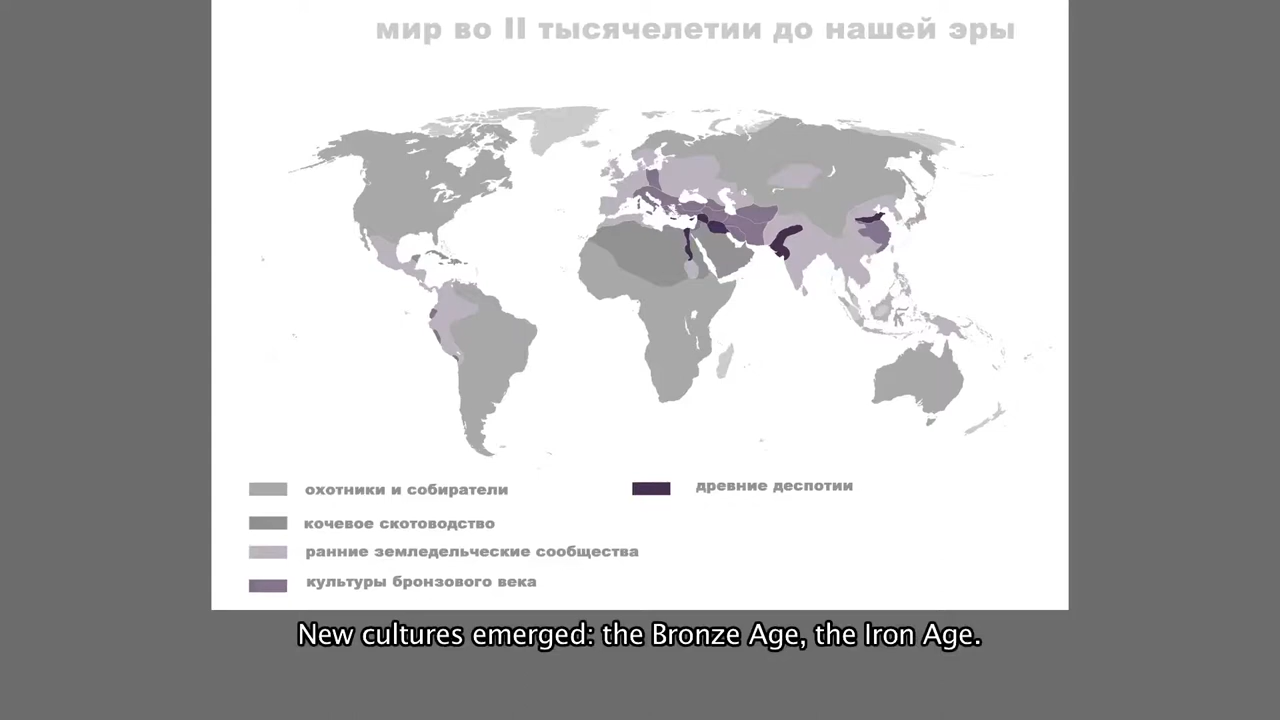 мир во II тысячелетии до нашей эры
охотники и собиратели
древние деспотии
кочевое скотоводство
ранние земледельческие сообщества
культуры бронзового века
New cultures emerged: the Bronze Age, the Iron Age.